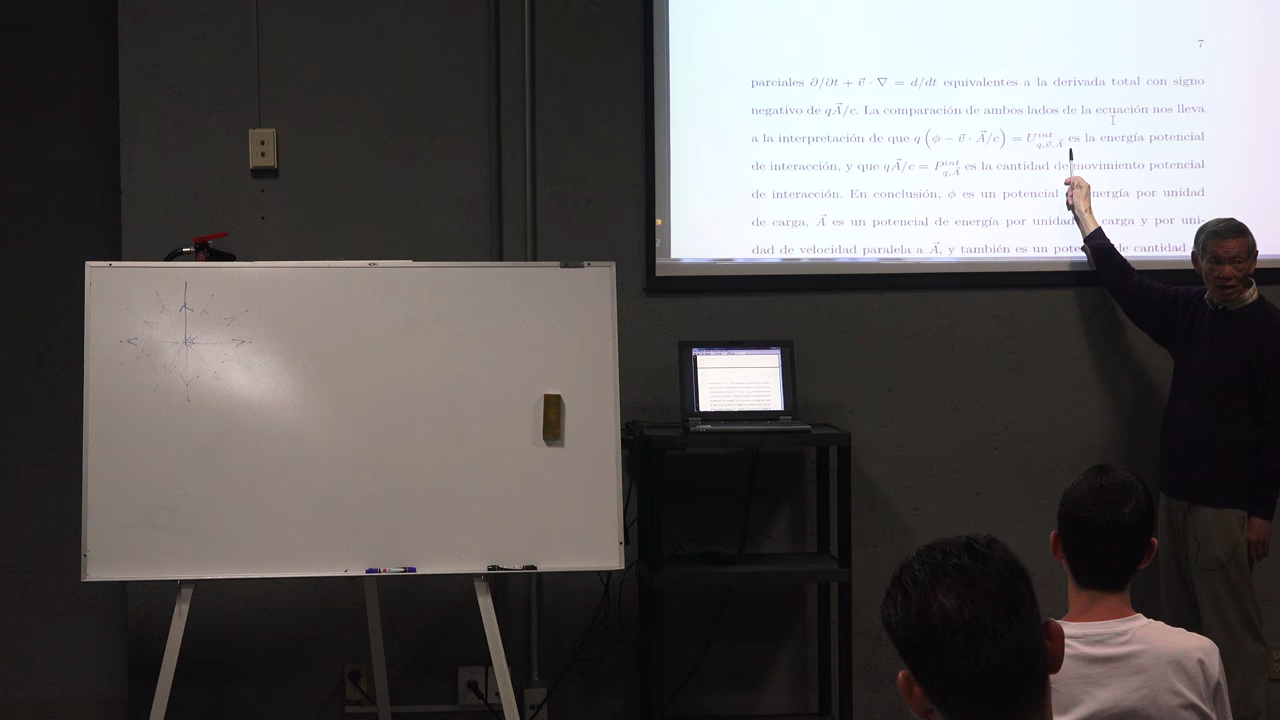 7
parciales ∂/∂t + v⃗ · ∇ = d/dt equivalentes a la derivada total con signo
negativo de qA⃗/c. La comparación de ambos lados de la ecuación nos lleva
a la interpretación de que q (ϕ − v⃗ · A⃗/c) = U^{int}_{q,v⃗,A⃗} es la energía potencial
de interacción, y que qA⃗/c = P^{int}_{q,A⃗} es la cantidad de movimiento potencial
de interacción. En conclusión, ϕ es un potencial energía por unidad
de carga, A⃗ es un potencial de energía por unidad carga y por uni-
dad de velocidad paralela a A⃗, y también es un de cantidad